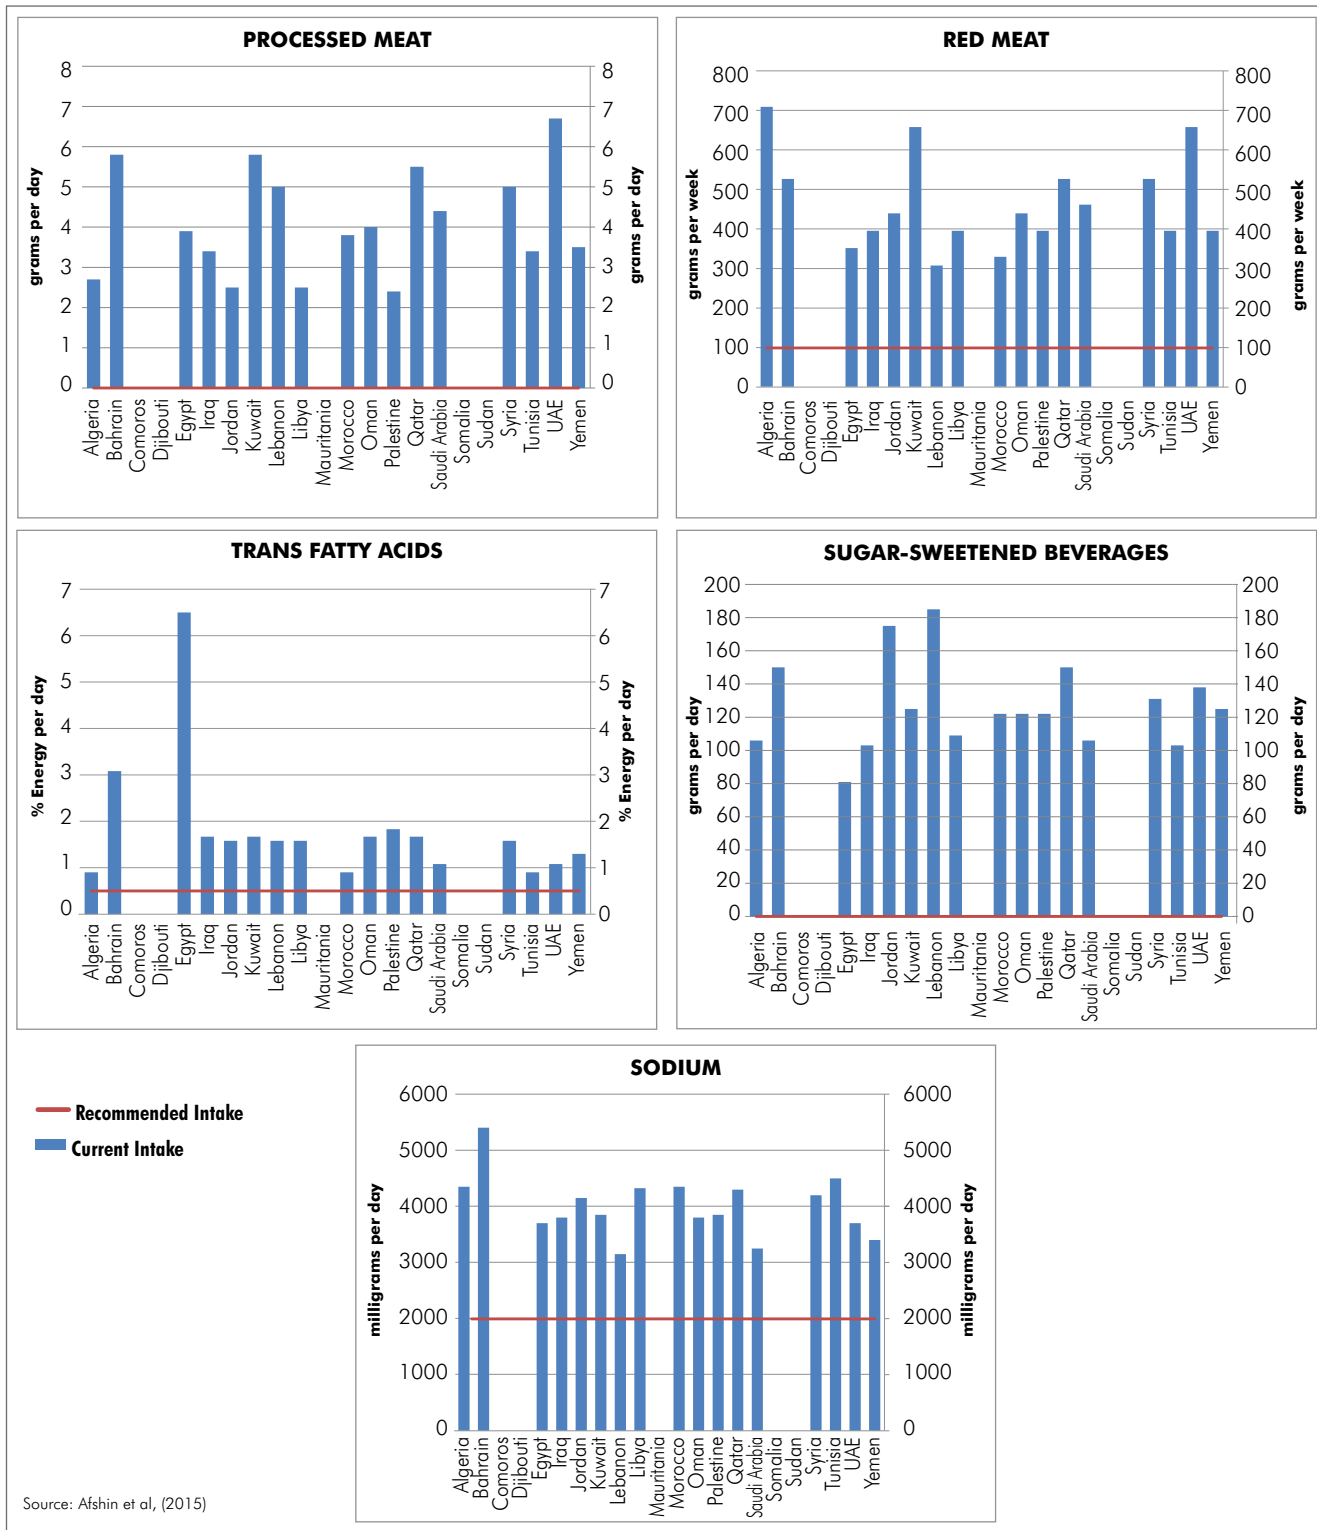 PROCESSED MEAT
8
7
6
5
4
3
2
1
0
grams per day
8
7
6
5
4
3
2
1
0
grams per day
Algeria
Bahrain
Comoros
Djibouti
Egypt
Iraq
Jordan
Kuwait
Lebanon
Libya
Mauritania
Morocco
Oman
Palestine
Qatar
Saudi Arabia
Somalia
Sudan
Syria
Tunisia
UAE
Yemen
RED MEAT
800
700
600
500
400
300
200
100
0
grams per week
800
700
600
500
400
300
200
100
0
grams per week
Algeria
Bahrain
Comoros
Djibouti
Egypt
Iraq
Jordan
Kuwait
Lebanon
Libya
Mauritania
Morocco
Oman
Palestine
Qatar
Saudi Arabia
Somalia
Sudan
Syria
Tunisia
UAE
Yemen
TRANS FATTY ACIDS
7
6
5
4
3
2
1
0
% Energy per day
7
6
5
4
3
2
1
0
% Energy per day
Algeria
Bahrain
Comoros
Djibouti
Egypt
Iraq
Jordan
Kuwait
Lebanon
Libya
Mauritania
Morocco
Oman
Palestine
Qatar
Saudi Arabia
Somalia
Sudan
Syria
Tunisia
UAE
Yemen
SUGAR-SWEETENED BEVERAGES
200
180
160
140
120
100
80
60
40
20
0
grams per day
200
180
160
140
120
100
80
60
40
20
0
grams per day
Algeria
Bahrain
Comoros
Djibouti
Egypt
Iraq
Jordan
Kuwait
Lebanon
Libya
Mauritania
Morocco
Oman
Palestine
Qatar
Saudi Arabia
Somalia
Sudan
Syria
Tunisia
UAE
Yemen
Recommended Intake
Current Intake
SODIUM
6000
5000
4000
3000
2000
1000
0
milligrams per day
6000
5000
4000
3000
2000
1000
0
milligrams per day
Algeria
Bahrain
Comoros
Djibouti
Egypt
Iraq
Jordan
Kuwait
Lebanon
Libya
Mauritania
Morocco
Oman
Palestine
Qatar
Saudi Arabia
Somalia
Sudan
Syria
Tunisia
UAE
Yemen
Source: Afshin et al, (2015)